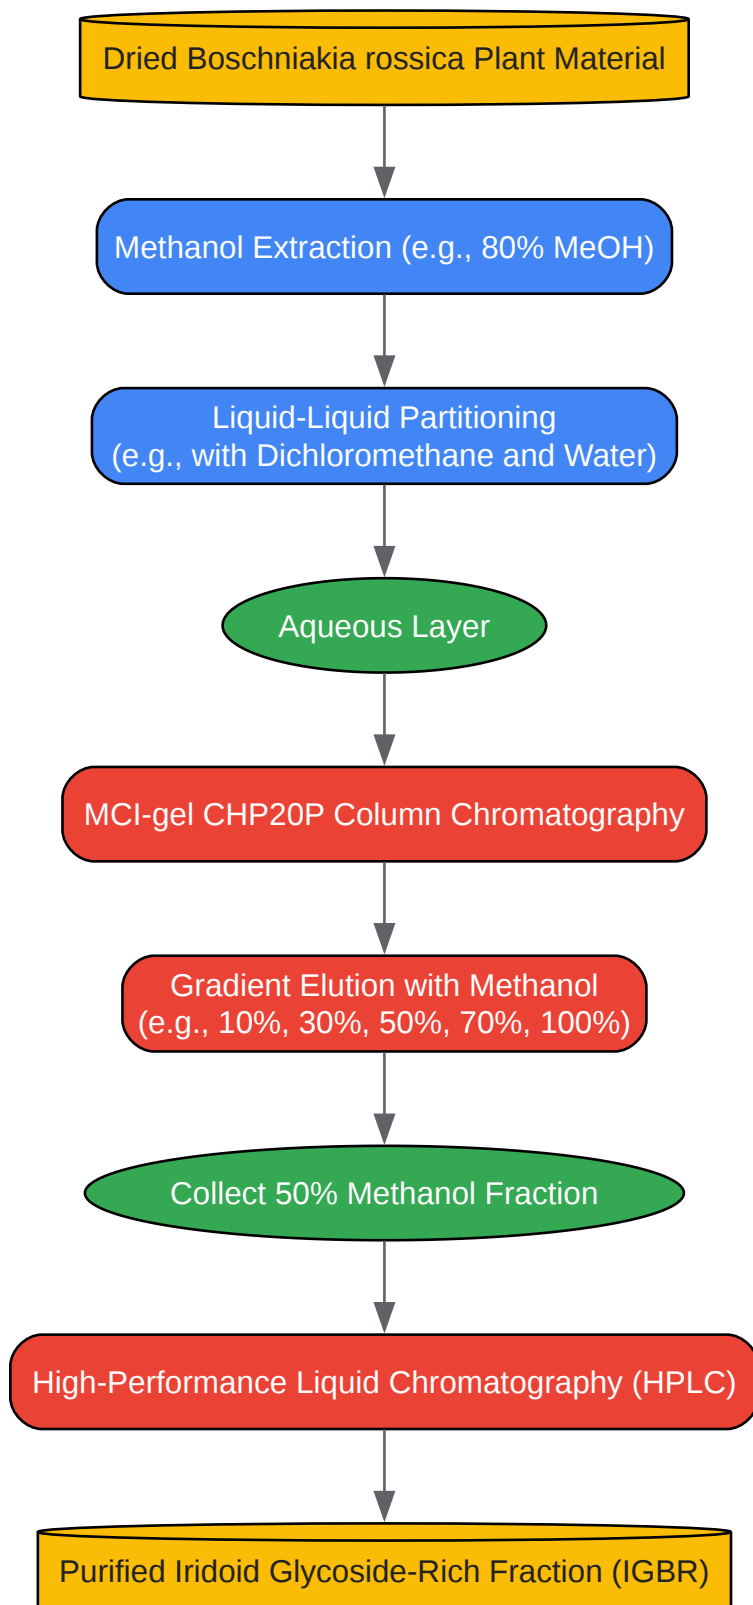 Dried Boschniakia rossica Plant Material
Methanol Extraction (e.g., 80% MeOH)
Liquid-Liquid Partitioning
(e.g., with Dichloromethane and Water)
Aqueous Layer
MCI-gel CHP20P Column Chromatography
Gradient Elution with Methanol
(e.g., 10%, 30%, 50%, 70%, 100%)
Collect 50% Methanol Fraction
High-Performance Liquid Chromatography (HPLC)
Purified Iridoid Glycoside-Rich Fraction (IGBR)